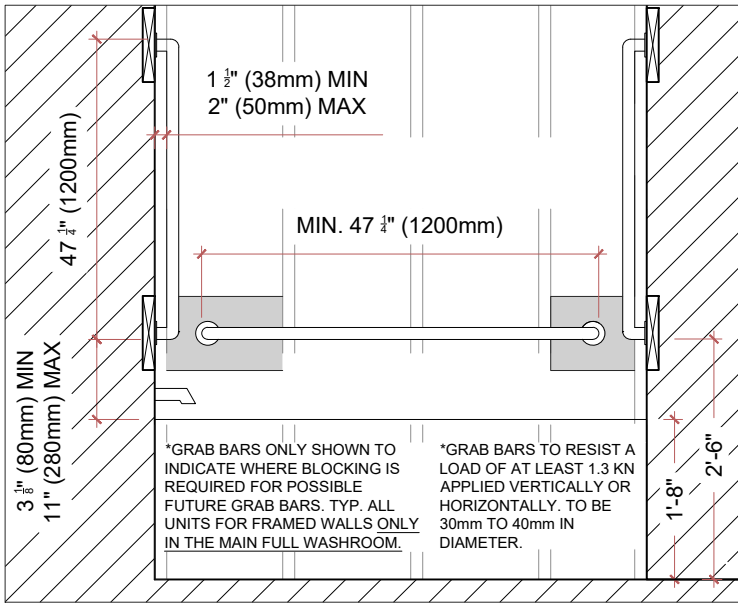 1 ½" (38mm) MIN
2" (50mm) MAX
47 ¼" (1200mm)
MIN. 47 ¼" (1200mm)
3 ⅛" (80mm) MIN
11" (280mm) MAX
*GRAB BARS ONLY SHOWN TO
INDICATE WHERE BLOCKING IS
REQUIRED FOR POSSIBLE
FUTURE GRAB BARS. TYP. ALL
UNITS FOR FRAMED WALLS ONLY
IN THE MAIN FULL WASHROOM.
*GRAB BARS TO RESIST A
LOAD OF AT LEAST 1.3 KN
APPLIED VERTICALLY OR
HORIZONTALLY. TO BE
30mm TO 40mm IN
DIAMETER.
1'-8"
2'-6"